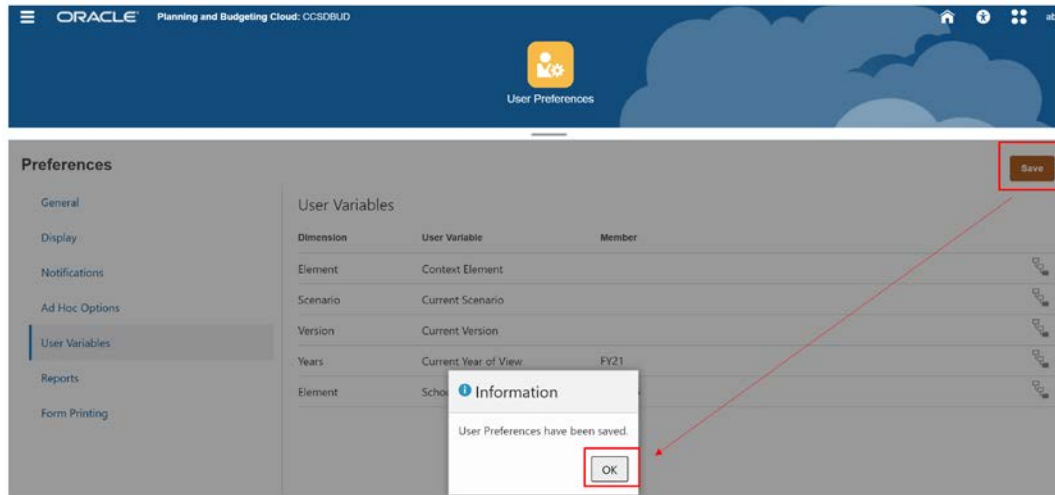 ORACLE Planning and Budgeting Cloud: CCSDBUD
User Preferences
Preferences
Save
General
Display
Notifications
Ad Hoc Options
User Variables
Reports
Form Printing
User Variables
Dimension User Variable Member
Element Context Element
Scenario Current Scenario
Version Current Version
Years Current Year of View FY21
Element
Information
User Preferences have been saved.
OK